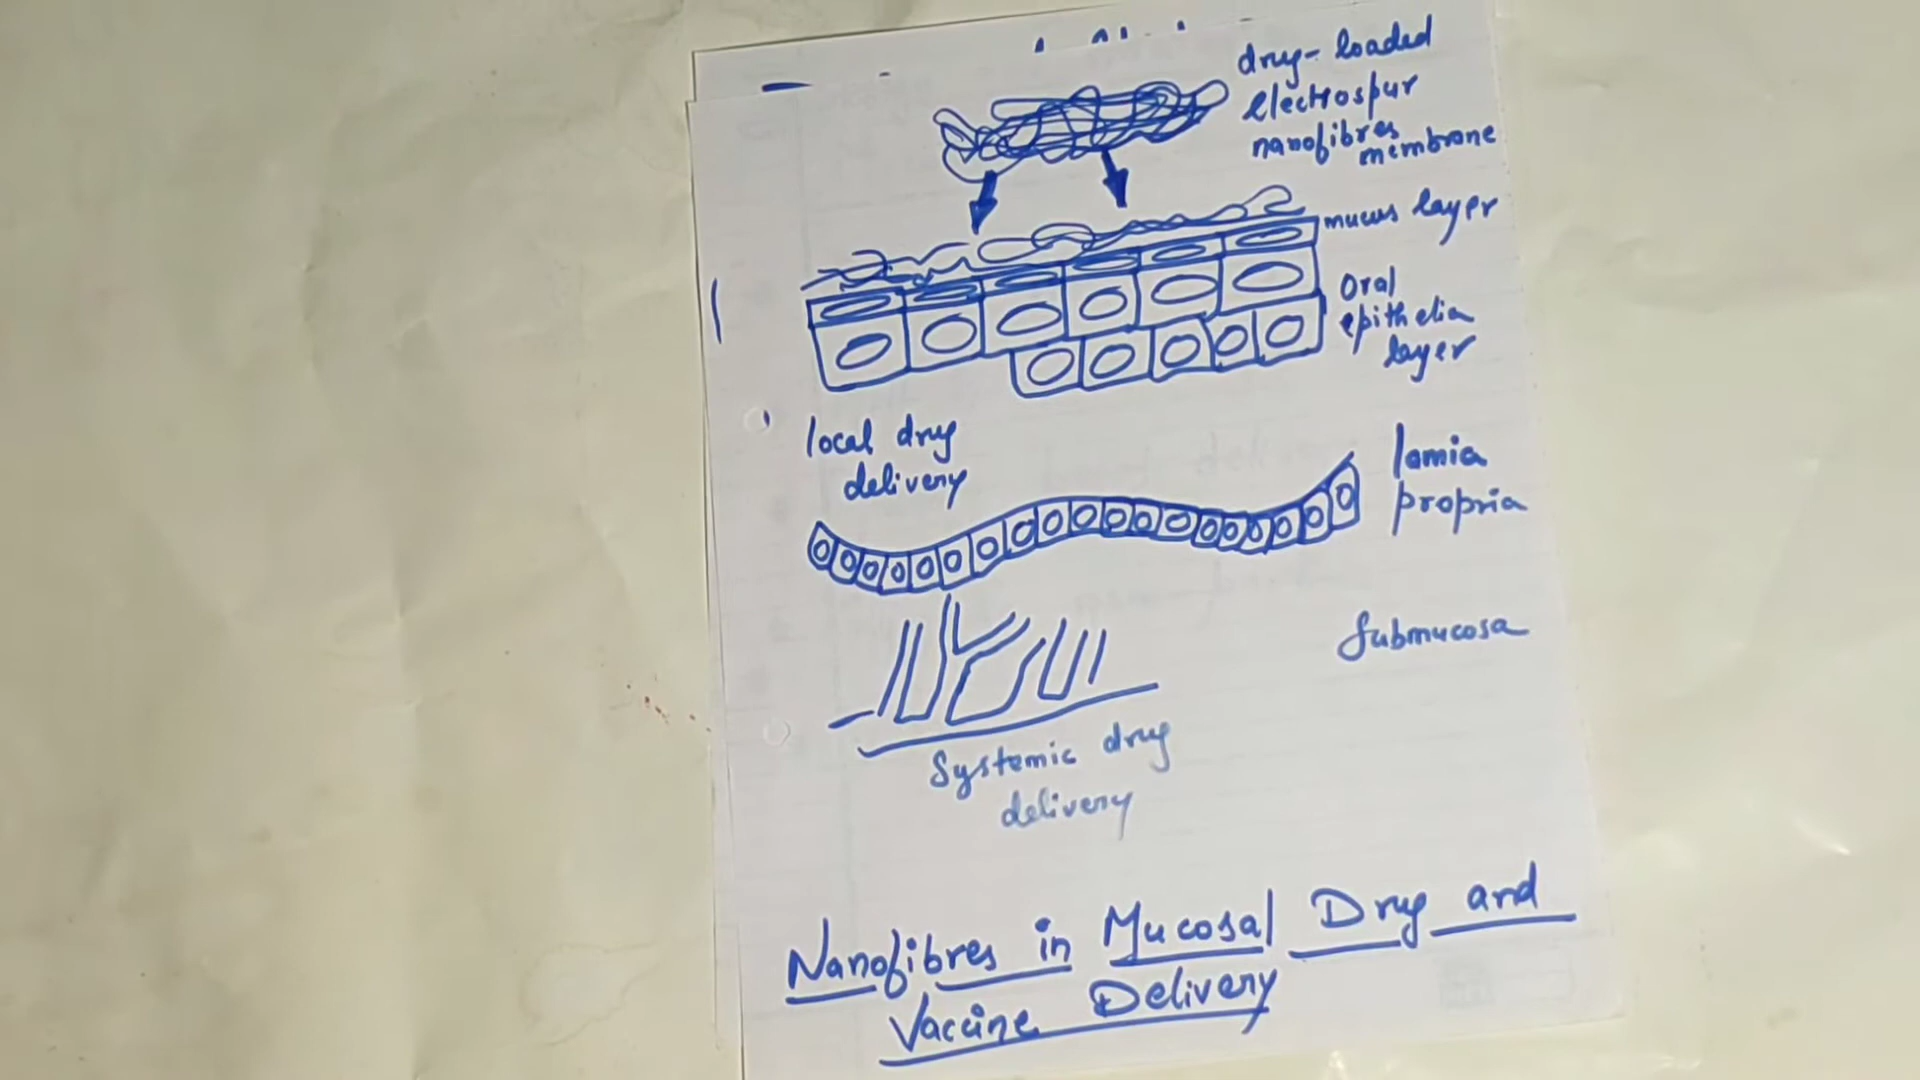 drug-loaded
electrospun
nanofibres
membrane
mucus layer
Oral
epithelia
layer
local drug
delivery
lamia
propria
Submucosa
Systemic drug
delivery
Nanofibres in Mucosal Drug and
Vaccine Delivery